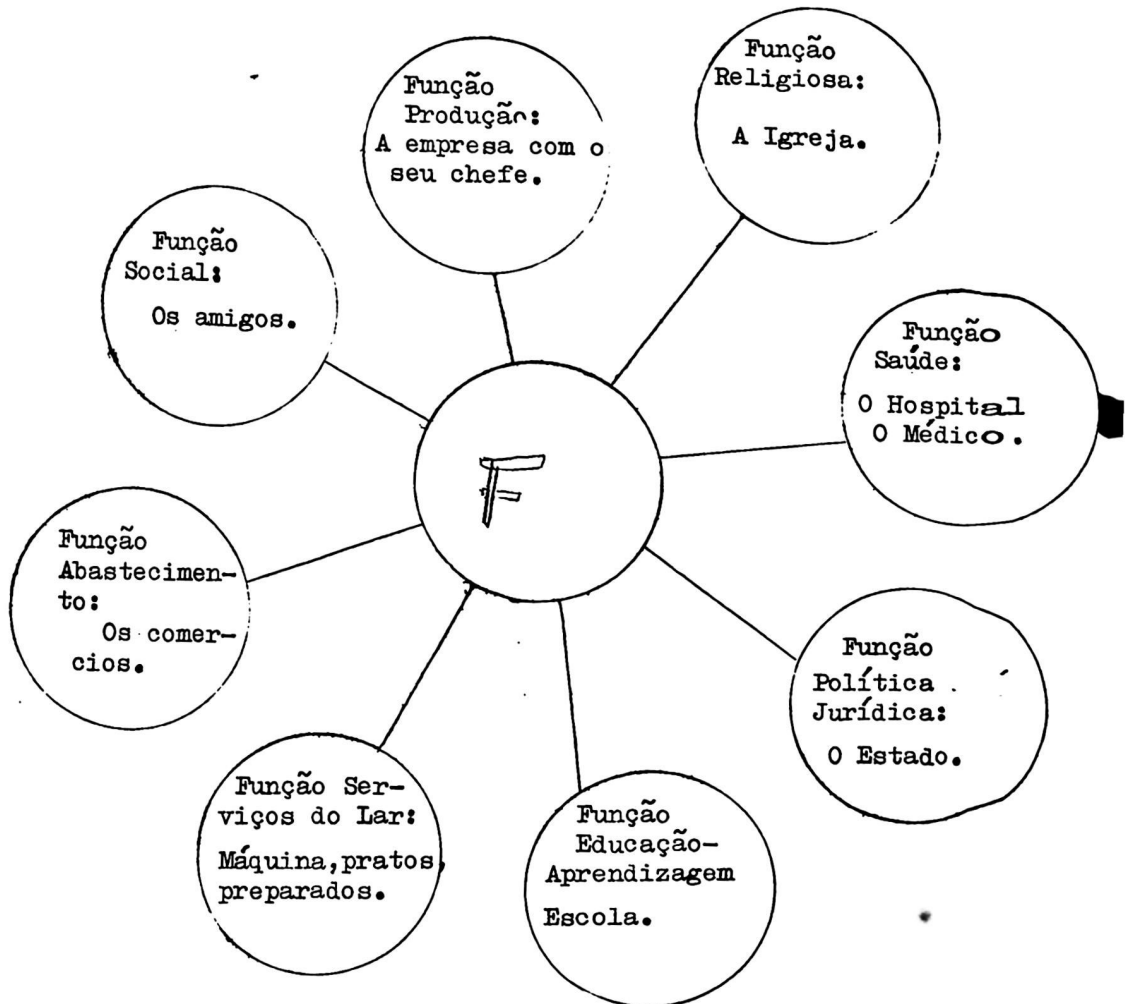 Função
Religiosa:
A Igreja.
Função
Produção:
A empresa com o
seu chefe.
Função
Social:
Os amigos.
Função
Saúde:
O Hospital
O Médico.
F
Função
Abastecimen-
to:
Os comer-
cios.
Função
Política
Jurídica:
O Estado.
Função Ser-
viços do Lar:
Máquina, pratos,
preparados.
Função
Educação-
Aprendizagem
Escola.